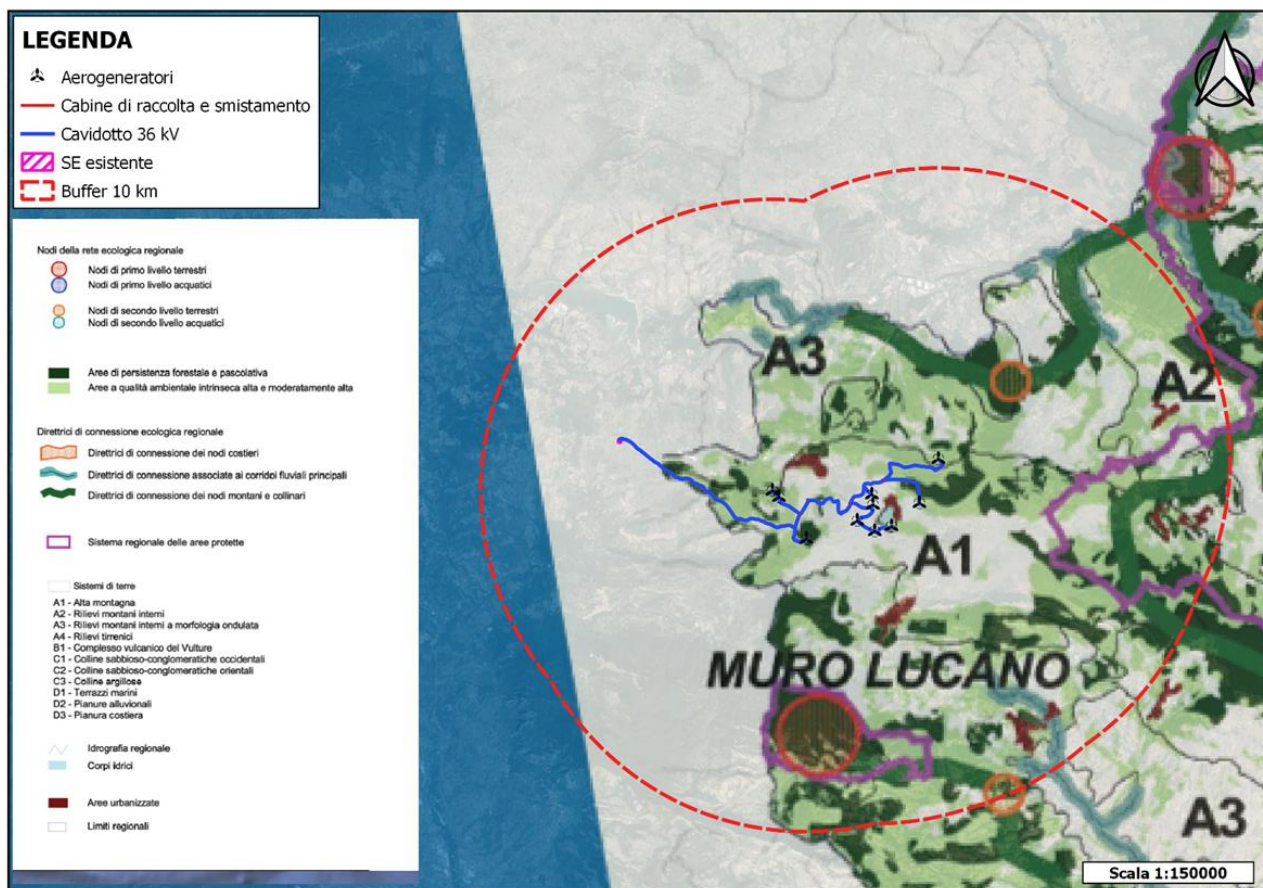 LEGENDA
Aerogeneratori
Cabine di raccolta e smistamento
Cavidotto 36 kV
SE esistente
Buffer 10 km
Nodi della rete ecologica regionale
Nodi di primo livello terrestri
Nodi di primo livello acquatici
Nodi di secondo livello terrestri
Nodi di secondo livello acquatici
Aree di persistenza forestale e pascolativa
Aree a qualità ambientale intrinseca alta e moderatamente alta
Direttrici di connessione ecologica regionale
Direttrici di connessione dei nodi costieri
Direttrici di connessione associate ai corridoi fluviali principali
Direttrici di connessione dei nodi montani e collinari
Sistema regionale delle aree protette
Sistemi di terre
A1 - Alta montagna
A2 - Rilievi montani interni
A3 - Rilievi montani interni a morfologia ondulata
A4 - Rilievi tirrenici
B1 - Complesso vulcanico del Vulture
C1 - Colline sabbioso-conglomeratiche occidentali
C2 - Colline sabbioso-conglomeratiche orientali
C3 - Colline argillose
D1 - Terrazzi marini
D2 - Pianure alluvionali
D3 - Pianura costiera
Idrografia regionale
Corpi idrici
Aree urbanizzate
Limiti regionali
A3
A2
A1
MURO LUCANO
A3
Scala 1:150000